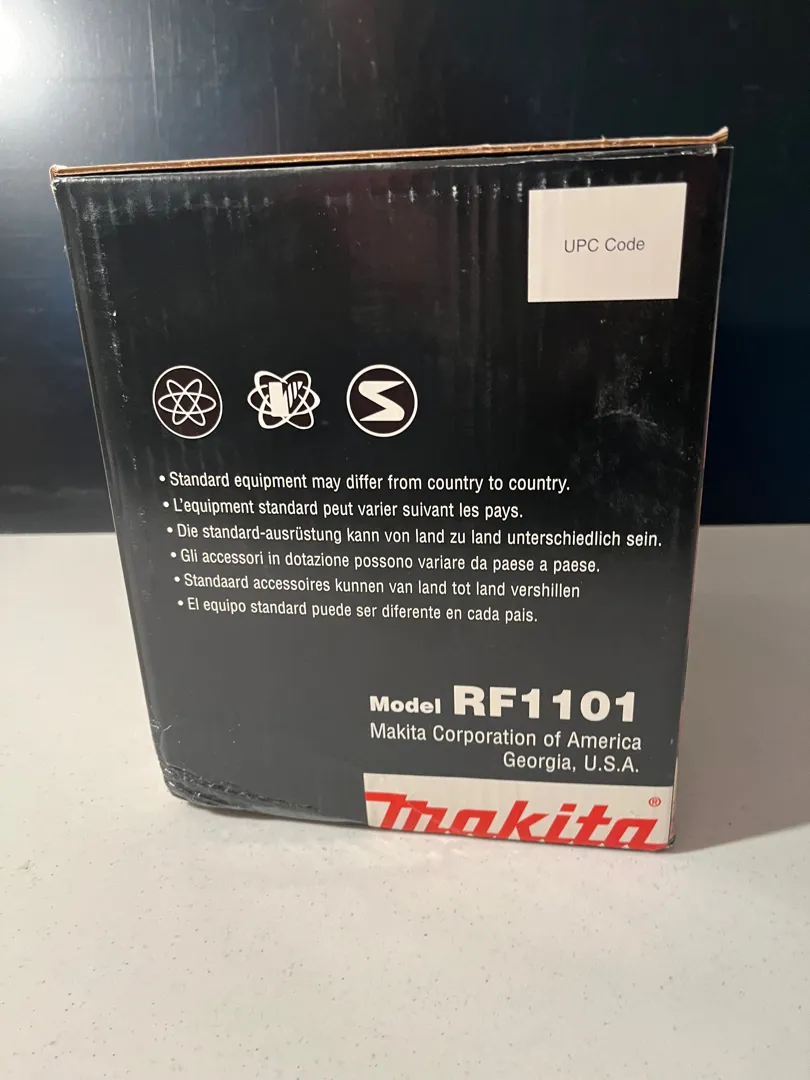 UPC Code
• Standard equipment may differ from country to country.
• L'equipment standard peut varier suivant les pays.
• Die standard-ausrüstung kann von land zu land unterschiedlich sein.
• Gli accessori in dotazione possono variare da paese a paese.
• Standaard accessoires kunnen van land tot land vershillen
• El equipo standard puede ser diferente en cada pais.
Model RF1101
Makita Corporation of America
Georgia, U.S.A.
makita®